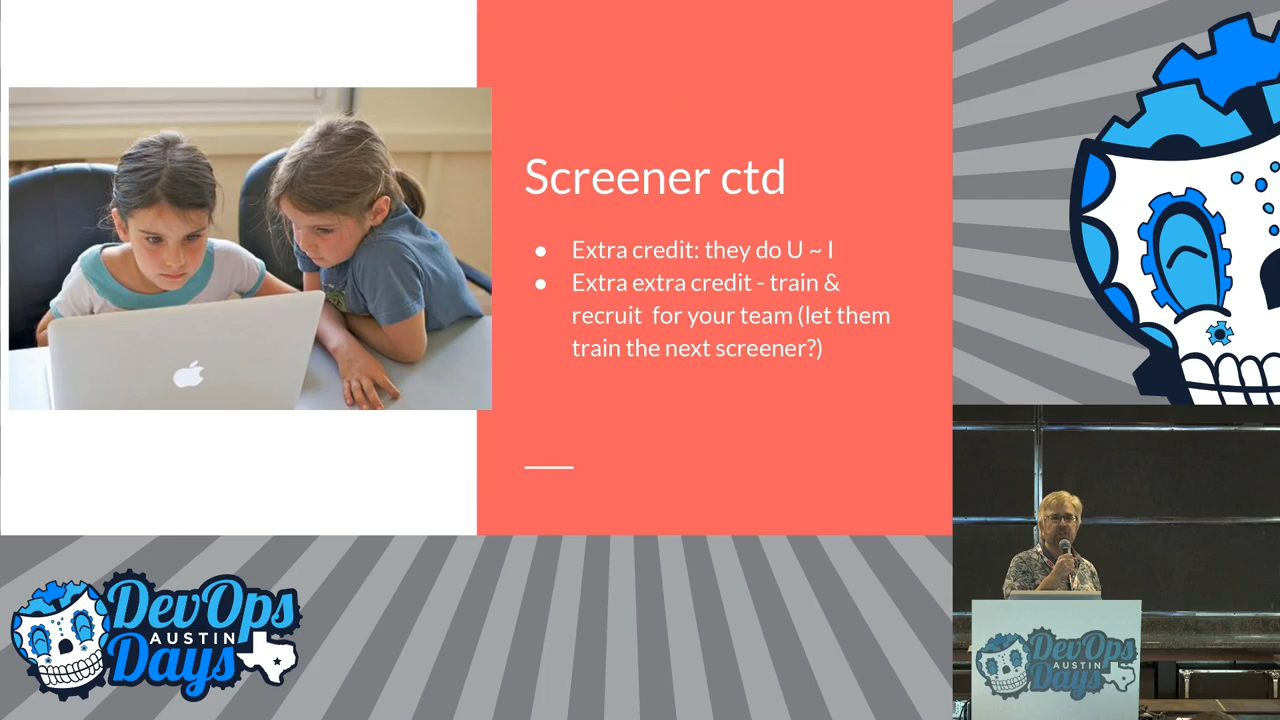 Screener ctd
● Extra credit: they do U ~ I
● Extra extra credit - train &
recruit for your team (let them
train the next screener?)
DevOps
AUSTIN
Days
DevOps
AUSTIN
Days